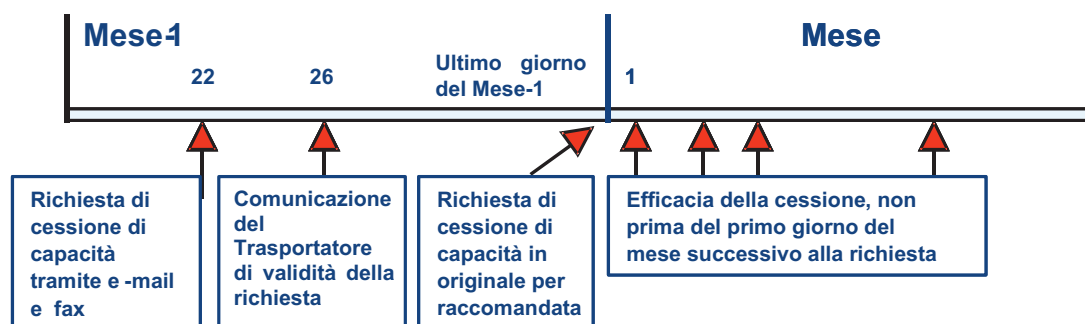 Mese-1
Mese
22
26
Ultimo giorno
del Mese-1
1
Richiesta di
cessione di
capacità
tramite e -mail
e fax
Comunicazione
del
Trasportatore
di validità della
richiesta
Richiesta di
cessione di
capacità in
originale per
raccomandata
Efficacia della cessione, non
prima del primo giorno del
mese successivo alla richiesta